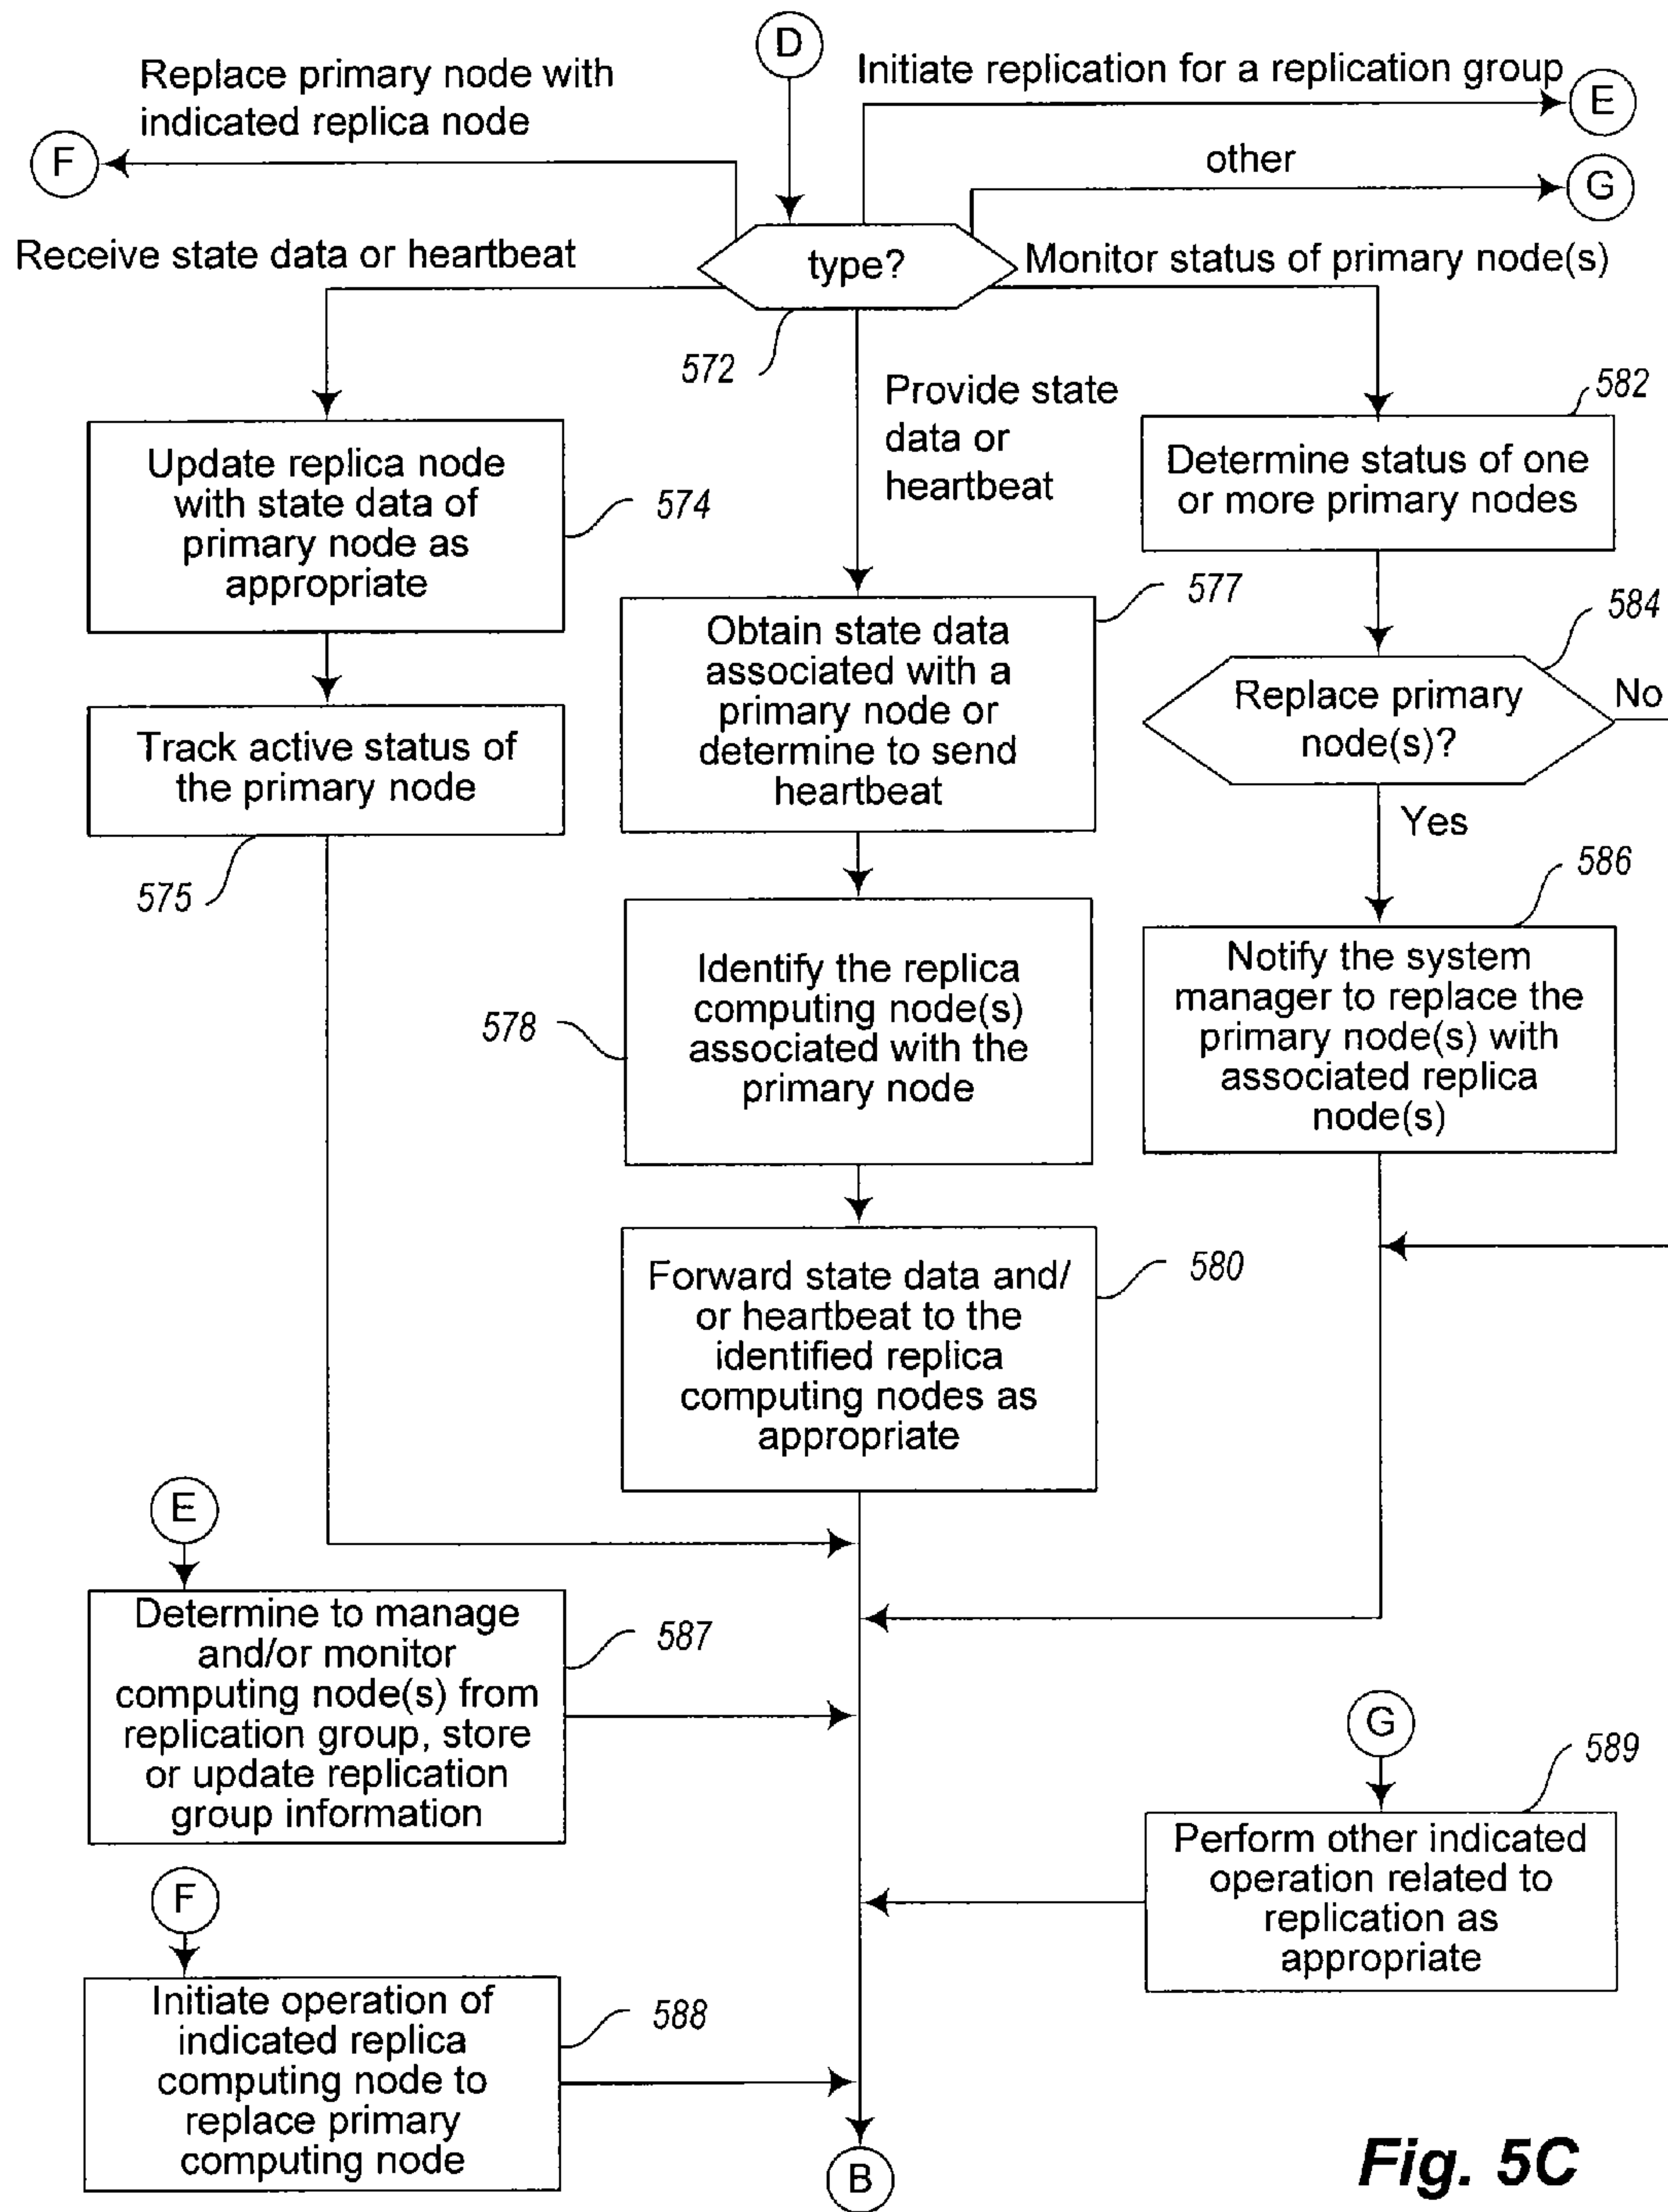 D
Replace primary node with
indicated replica node
Initiate replication for a replication group
E
F
other
G
Receive state data or heartbeat
type?
Monitor status of primary node(s)
572
Provide state
data or
heartbeat
582
Update replica node
with state data of
primary node as
appropriate
574
Determine status of one
or more primary nodes
577
584
Obtain state data
associated with a
primary node or
determine to send
heartbeat
Replace primary
node(s)?
No
Track active status of
the primary node
Yes
575
586
Identify the replica
computing node(s)
associated with the
primary node
578
Notify the system
manager to replace the
primary node(s) with
associated replica
node(s)
Forward state data and/
or heartbeat to the
identified replica
computing nodes as
appropriate
580
E
Determine to manage
and/or monitor
computing node(s) from
replication group, store
or update replication
group information
587
G
589
Perform other indicated
operation related to
replication as
appropriate
F
Initiate operation of
indicated replica
computing node to
replace primary
computing node
588
B
Fig. 5C